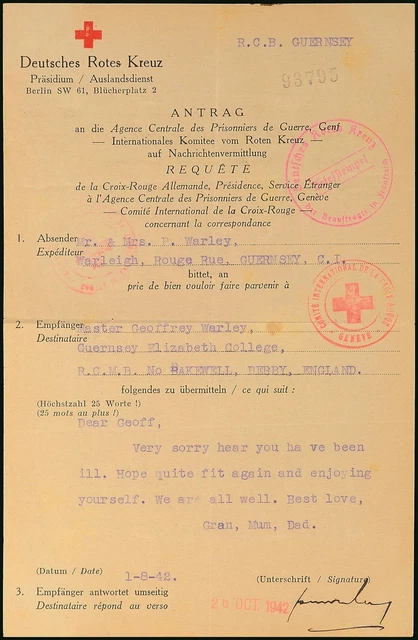 R.C.B. GUERNSEY
Deutsches Rotes Kreuz
Präsidium / Auslandsdienst
Berlin SW 61, Blücherplatz 2
93795
ANTRAG
an die Agence Centrale des Prisonniers de Guerre, Genf
— Internationales Komitee vom Roten Kreuz —
auf Nachrichtenvermittlung
REQUÊTE
de la Croix-Rouge Allemande, Présidence, Service Étranger
à l'Agence Centrale des Prisonniers de Guerre, Genève
— Comité International de la Croix-Rouge —
concernant la correspondance
Deutsches Rotes Kreuz
1. Absender Mr. & Mrs. P. Warley,
Expéditeur Warleigh, Rouge Rue, GUERNSEY, C.I.
bittet, an
prie de bien vouloir faire parvenir à
COMITÉ INTERNATIONAL DE LA CROIX-ROUGE
GENÈVE
2. Empfänger Master Geoffrey Warley,
Destinataire Guernsey Elizabeth College,
R.C.M.B. No BAKEWELL, DERBY, ENGLAND.
folgendes zu übermitteln / ce qui suit :
(Höchstzahl 25 Worte !)
(25 mots au plus !)
Dear Geoff,
Very sorry hear you ha ve been
ill. Hope quite fit again and enjoying
yourself. We are all well. Best love,
Gran, Mum, Dad.
(Datum / Date) 1-8-42.
(Unterschrift / Signature)
3. Empfänger antwortet umseitig
Destinataire répond au verso
26 OCT. 1942